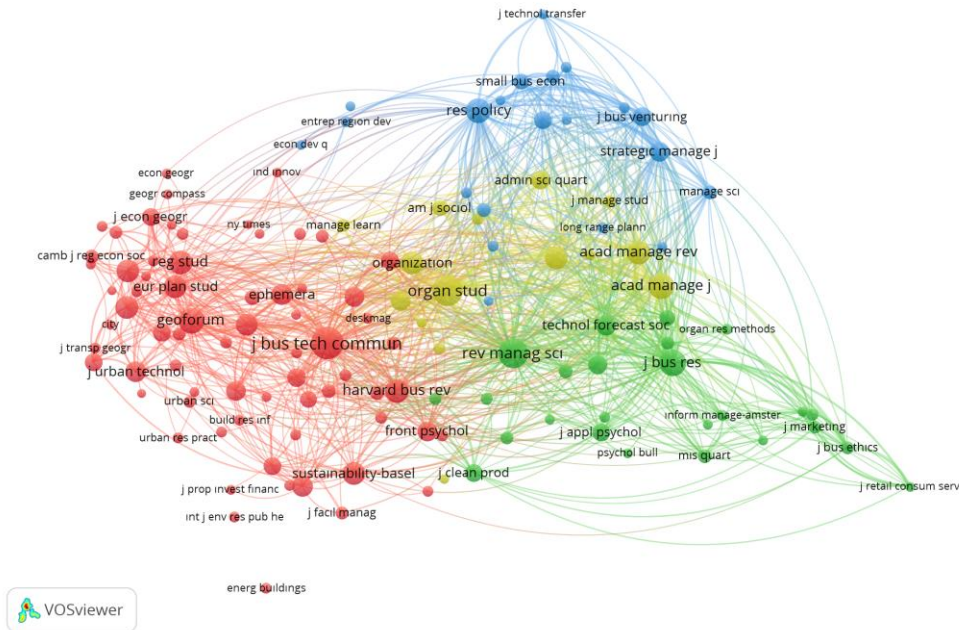 j technol transfer
small bus econ
res policy
j bus venturing
entrep region dev
econ dev q
strategic manage j
econ geogr
ind innov
admin sci quart
manage sci
geogr compass
j manage stud
am j sociol
j econ geogr
ny times
manage learn
long range plann
camb j reg econ soc
reg stud
organization
acad manage rev
eur plan stud
ephemera
organ stud
acad manage j
city
geoforum
deskmag
technol forecast soc
organ res methods
j transp geogr
j bus tech commun
rev manag sci
j bus res
j urban technol
urban sci
harvard bus rev
build res inf
inform manage-amster
j marketing
urban res pract
front psychol
j appl psychol
psychol bull
mis quart
j bus ethics
sustainability-basel
j clean prod
j prop invest financ
j retail consum serv
int j env res pub he
j facil manag
energ buildings
VOSviewer